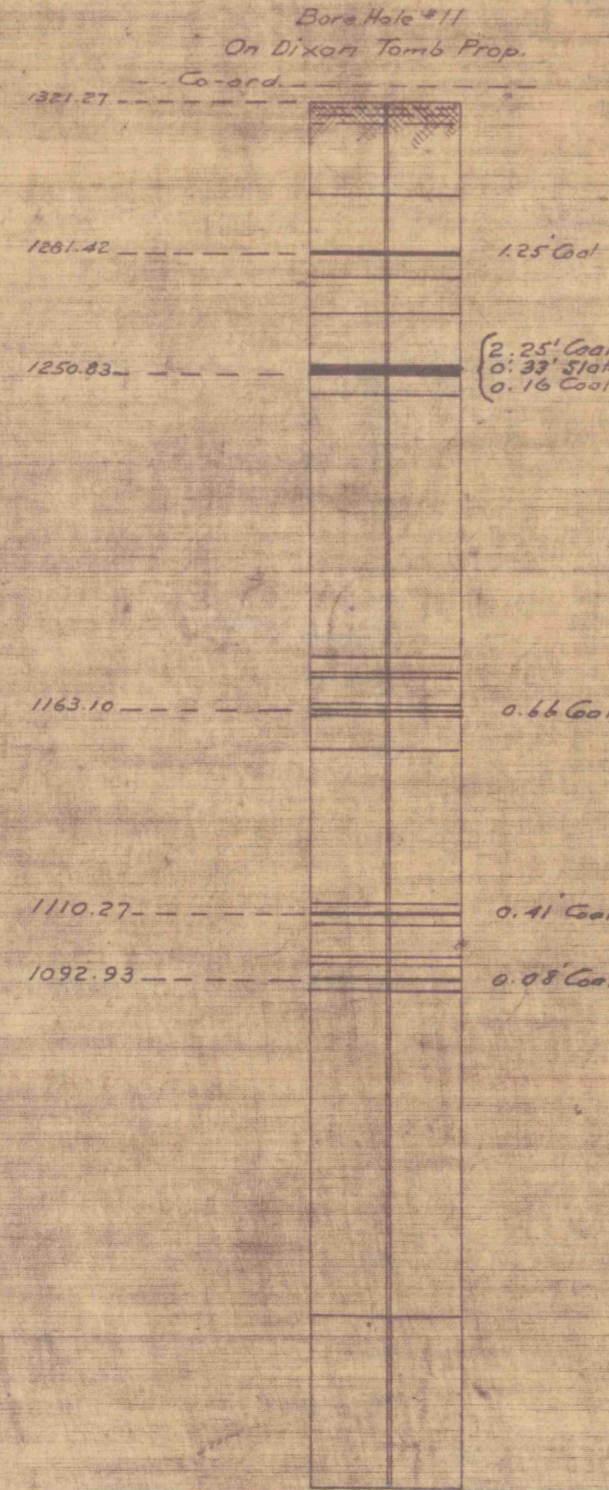 Bore Hole #11
On Dixon Tomb Prop.
Co-ord.
1321.27
1281.42 1.25' Coal
1250.83 2.25' Coal
0.33' Slat
0.16 Coal
1163.10 0.66 Coal
1110.27 0.41' Coal
1092.93 0.08' Coal